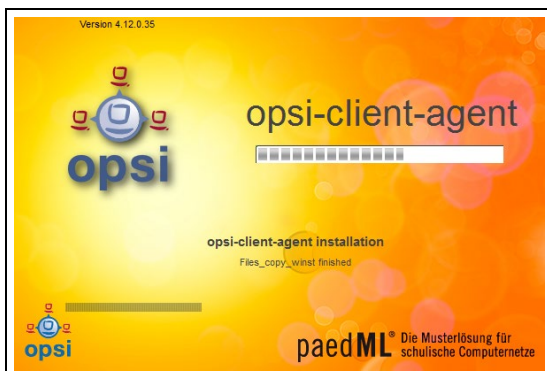 Version 4.12.0.35
opsi
opsi-client-agent
opsi-client-agent installation
Files_copy_winst finished
opsi
paedML® Die Musterlösung für
schulische Computernetze